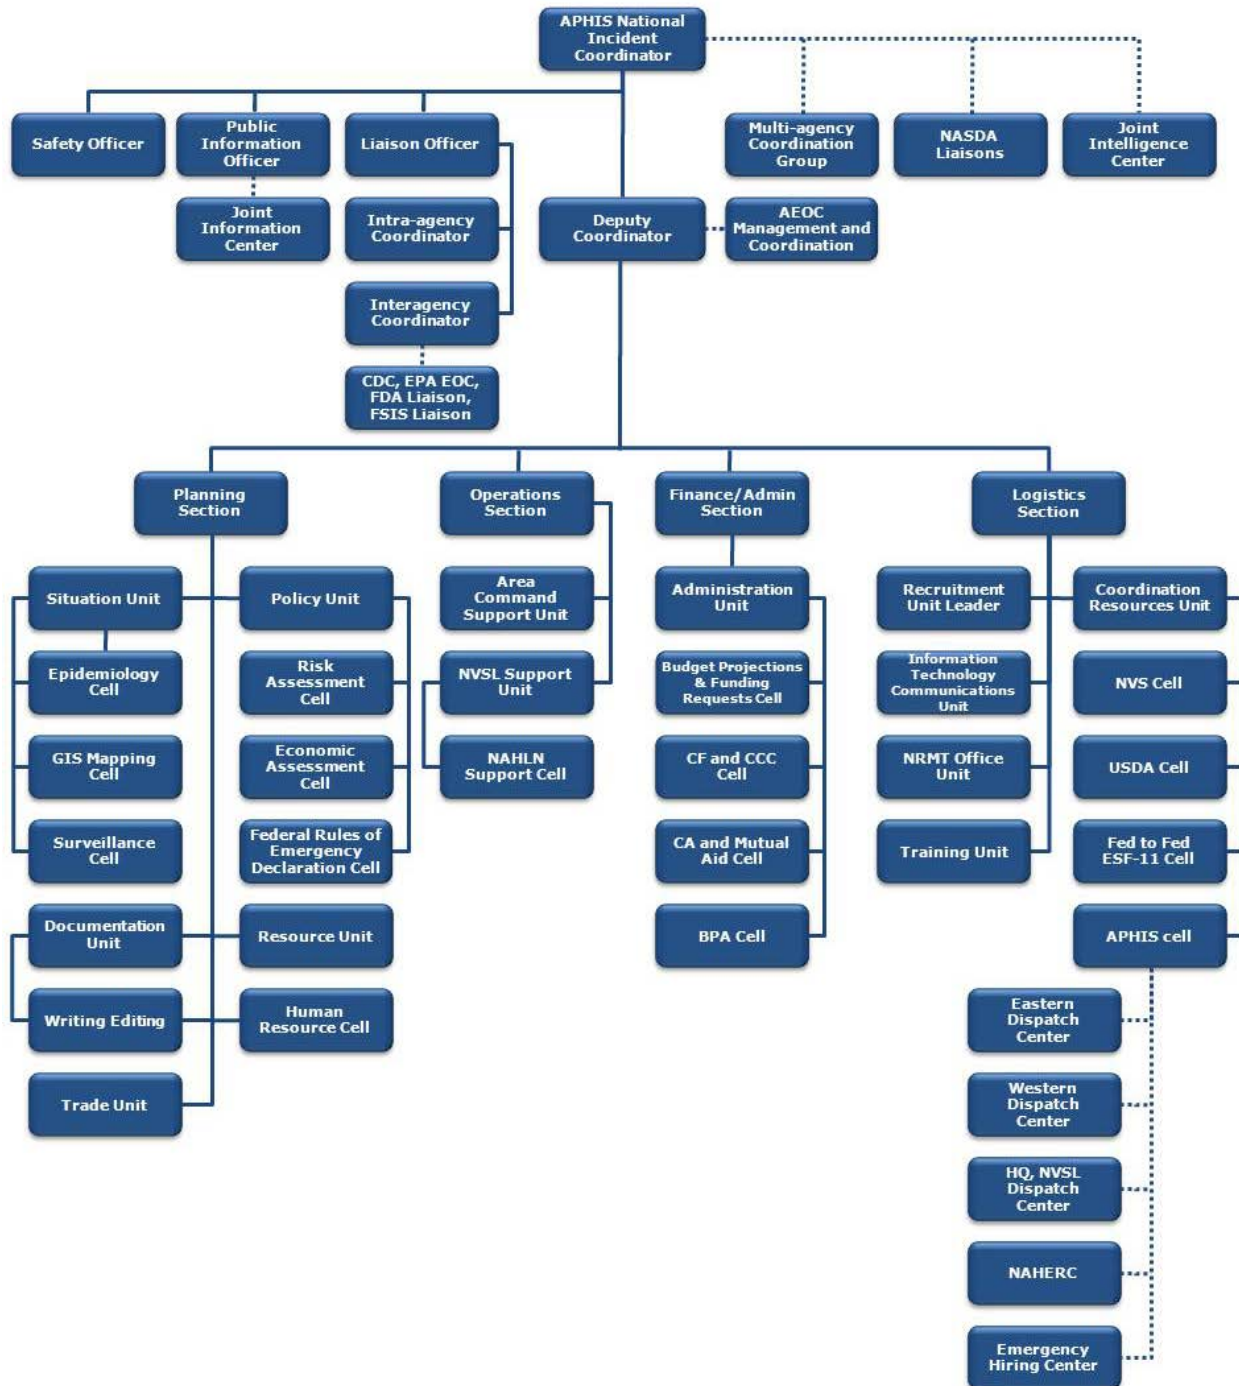 APHIS National
Incident
Coordinator
Safety Officer
Public
Information
Officer
Liaison Officer
Multi-agency
Coordination
Group
NASDA
Liaisons
Joint
Intelligence
Center
Joint
Information
Center
Intra-agency
Coordinator
Deputy
Coordinator
AEOC
Management and
Coordination
Interagency
Coordinator
CDC, EPA EOC,
FDA Liaison,
FSIS Liaison
Planning
Section
Operations
Section
Finance/Admin
Section
Logistics
Section
Situation Unit
Policy Unit
Area
Command
Support Unit
Administration
Unit
Recruitment
Unit Leader
Coordination
Resources Unit
Epidemiology
Cell
Risk
Assessment
Cell
NVSL Support
Unit
Budget Projections
& Funding
Requests Cell
Information
Technology
Communications
Unit
NVS Cell
GIS Mapping
Cell
Economic
Assessment
Cell
NAHLN
Support Cell
CF and CCC
Cell
NRMT Office
Unit
USDA Cell
Surveillance
Cell
Federal Rules of
Emergency
Declaration Cell
CA and Mutual
Aid Cell
Training Unit
Fed to Fed
ESF-11 Cell
Documentation
Unit
Resource Unit
BPA Cell
APHIS cell
Writing Editing
Human
Resource Cell
Eastern
Dispatch
Center
Trade Unit
Western
Dispatch
Center
HQ, NVSL
Dispatch
Center
NAHERC
Emergency
Hiring Center